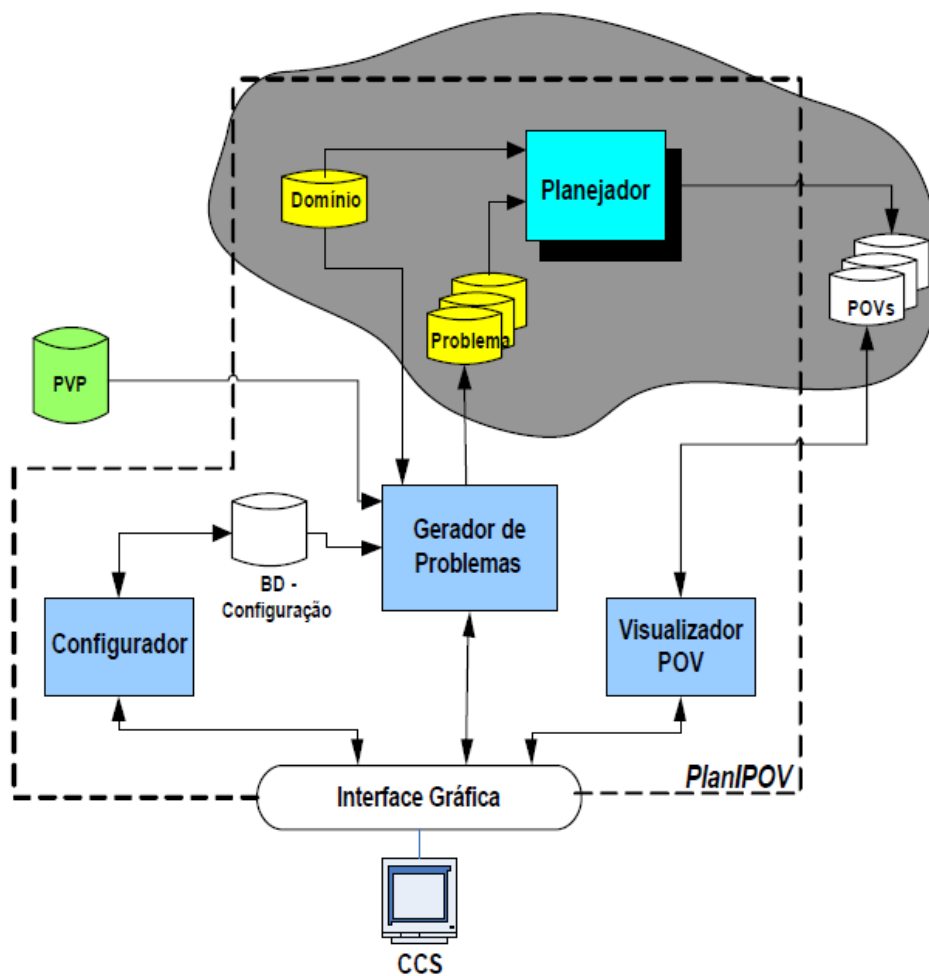 Domínio
Planejador
Problema
POVs
PVP
Gerador de
Problemas
BD -
Configuração
Configurador
Visualizador
POV
PlanIPOV
Interface Gráfica
CCS